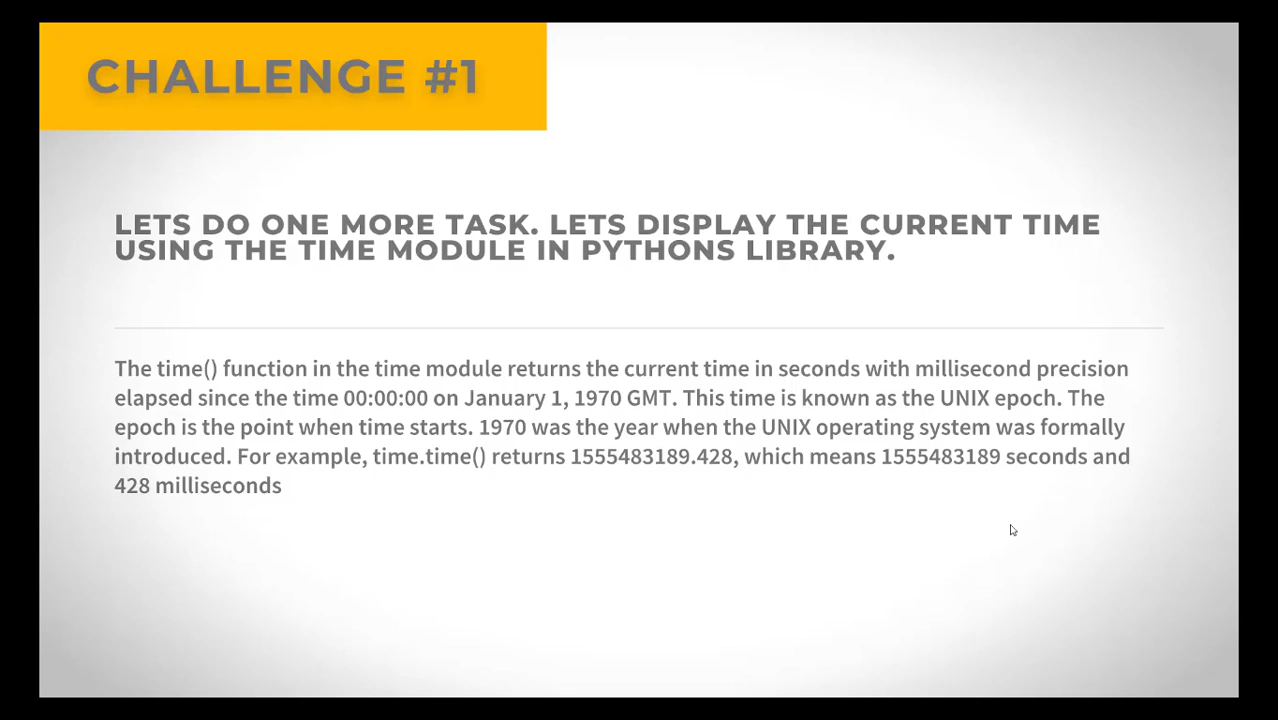 CHALLENGE #1
LETS DO ONE MORE TASK. LETS DISPLAY THE CURRENT TIME
USING THE TIME MODULE IN PYTHONS LIBRARY.
The time() function in the time module returns the current time in seconds with millisecond precision
elapsed since the time 00:00:00 on January 1, 1970 GMT. This time is known as the UNIX epoch. The
epoch is the point when time starts. 1970 was the year when the UNIX operating system was formally
introduced. For example, time.time() returns 1555483189.428, which means 1555483189 seconds and
428 milliseconds